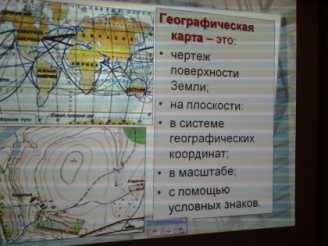 Географическая
карта – это:
• чертеж
поверхности
Земли;
• на плоскости:
• в системе
географических
координат;
• в масштабе;
• с помощью
условных знаков.